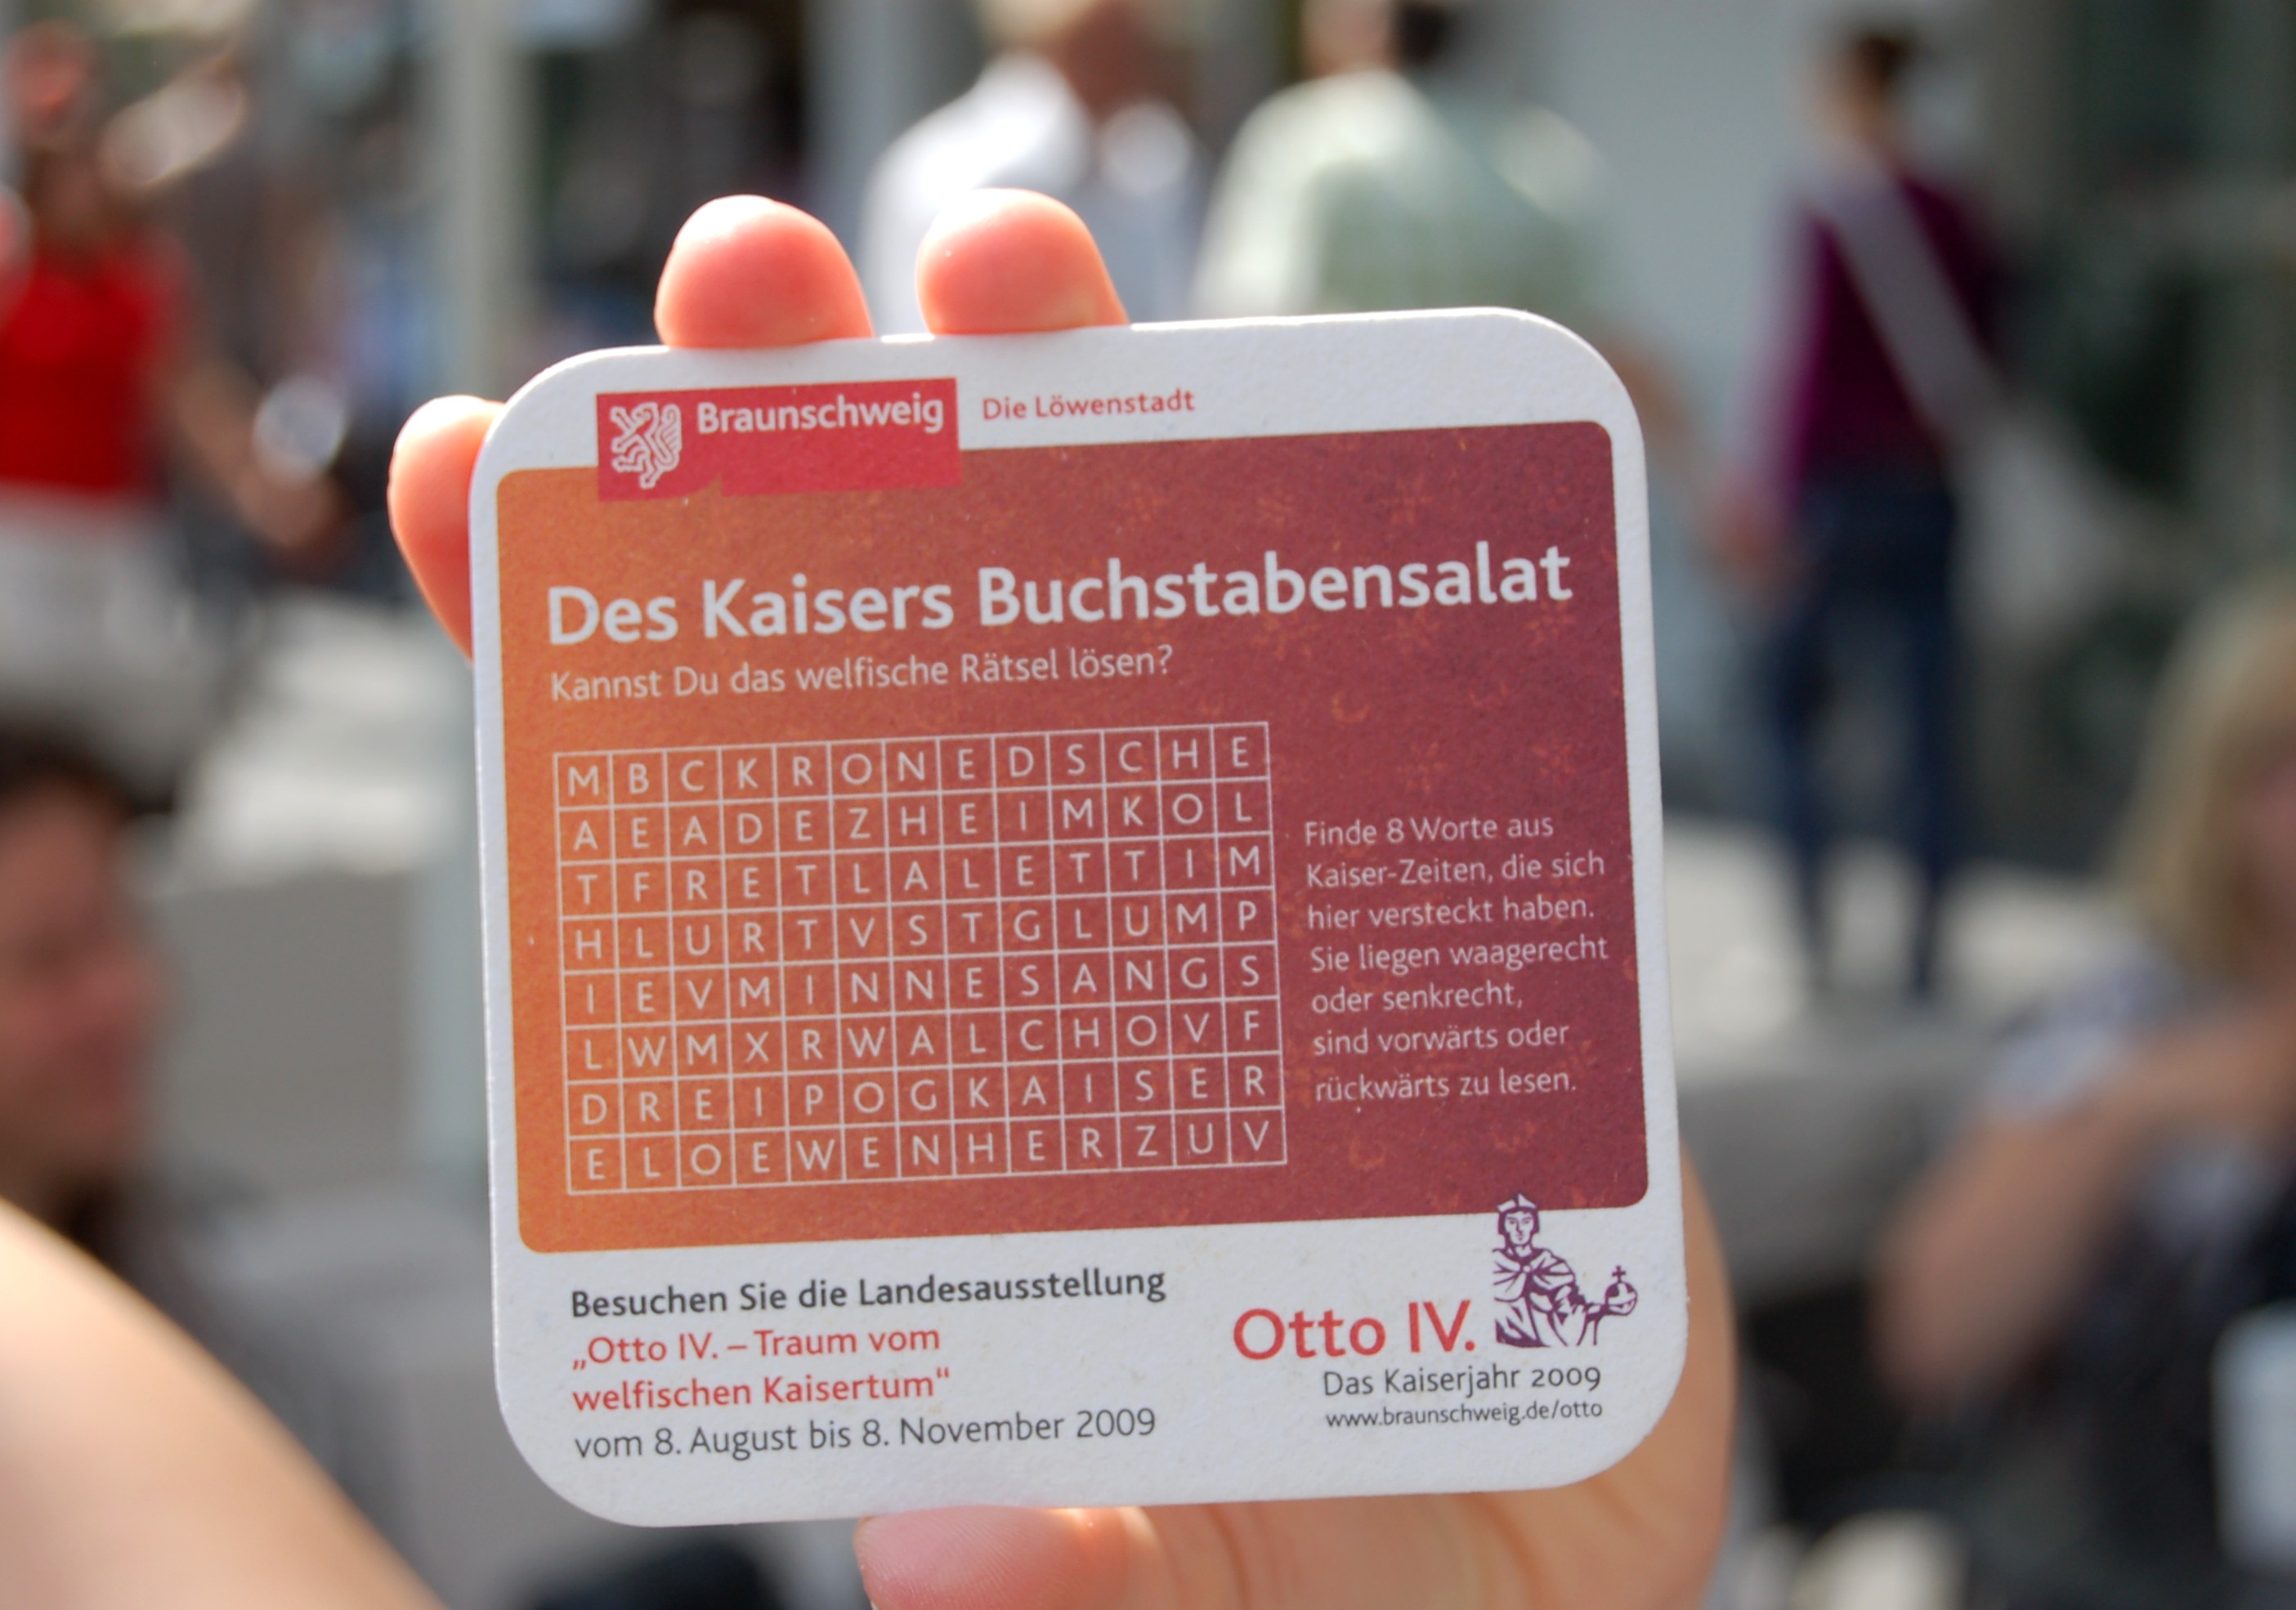 Braunschweig Die Löwenstadt
Des Kaisers Buchstabensalat
Kannst Du das welfische Rätsel lösen?
M B C K R O N E D S C H E
A E A D E Z H E I M K O L
T F R E T L A L E T T I M
H L U R T V S T G L U M P
I E V M I N N E S A N G S
L W M X R W A L C H O V F
D R E I P O G K A I S E R
E L O E W E N H E R Z U V
Finde 8 Worte aus
Kaiser-Zeiten, die sich
hier versteckt haben.
Sie liegen waagerecht
oder senkrecht,
sind vorwärts oder
rückwärts zu lesen.
Besuchen Sie die Landesausstellung
„Otto IV. – Traum vom
welfischen Kaisertum“
vom 8. August bis 8. November 2009
Otto IV.
Das Kaiserjahr 2009
www.braunschweig.de/otto